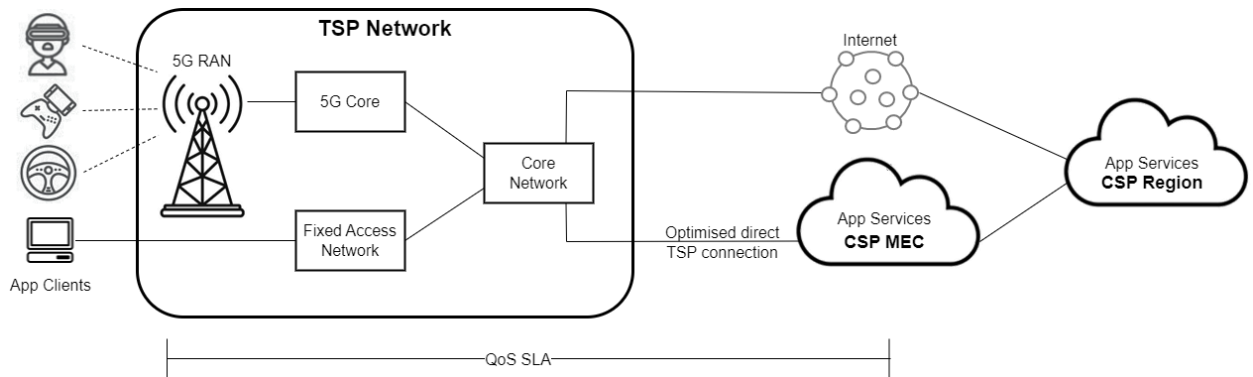 TSP Network
5G RAN
5G Core
Core
Network
Fixed Access
Network
App Clients
Internet
Optimised direct
TSP connection
App Services
CSP MEC
App Services
CSP Region
QoS SLA